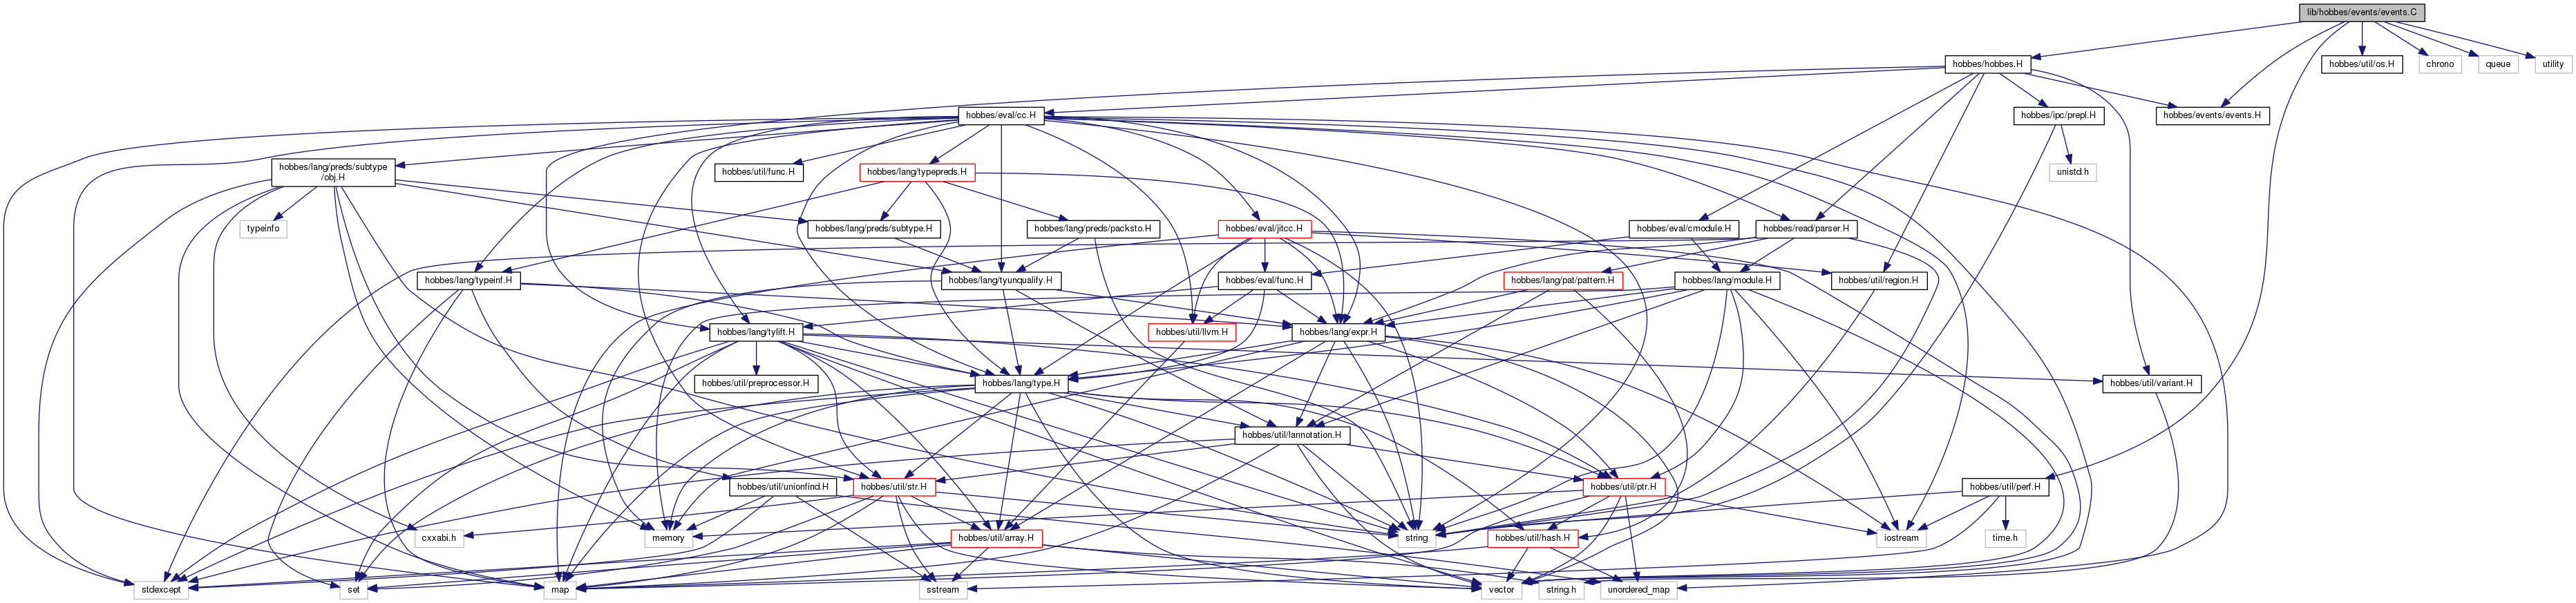 lib/hobbes/events/events.C
hobbes/hobbes.H
hobbes/util/os.H
chrono
queue
utility
hobbes/eval/cc.H
hobbes/ipc/prepl.H
hobbes/events/events.H
hobbes/lang/preds/subtype
/obj.H
hobbes/util/func.H
hobbes/lang/typepreds.H
unistd.h
typeinfo
hobbes/lang/preds/subtype.H
hobbes/lang/preds/packsto.H
hobbes/eval/jitcc.H
hobbes/eval/cmodule.H
hobbes/read/parser.H
hobbes/lang/typeinf.H
hobbes/lang/tyunqualify.H
hobbes/eval/func.H
hobbes/lang/pat/pattern.H
hobbes/lang/module.H
hobbes/util/region.H
hobbes/lang/tylift.H
hobbes/util/llvm.H
hobbes/lang/expr.H
hobbes/util/preprocessor.H
hobbes/lang/type.H
hobbes/util/variant.H
hobbes/util/lannotation.H
hobbes/util/unionfind.H
hobbes/util/str.H
hobbes/util/ptr.H
hobbes/util/perf.H
cxxabi.h
memory
hobbes/util/array.H
string
hobbes/util/hash.H
iostream
time.h
stdexcept
set
map
sstream
vector
string.h
unordered_map